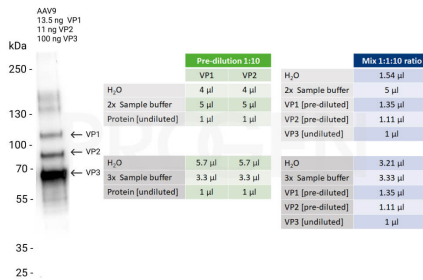 AAV9
13.5 ng VP1
11 ng VP2
100 ng VP3
kDa
250 -
130 -
100 -
70 -
55 -
35 -
25 -
← VP1
← VP2
← VP3
Pre-dilution 1:10
VP1 VP2
H₂O 4 µl 4 µl
2x Sample buffer 5 µl 5 µl
Protein [undiluted] 1 µl 1 µl
H₂O 5.7 µl 5.7 µl
3x Sample buffer 3.3 µl 3.3 µl
Protein [undiluted] 1 µl 1 µl
Mix 1:1:10 ratio
H₂O 1.54 µl
2x Sample buffer 5 µl
VP1 [pre-diluted] 1.35 µl
VP2 [pre-diluted] 1.11 µl
VP3 [undiluted] 1 µl
H₂O 3.21 µl
3x Sample buffer 3.33 µl
VP1 [pre-diluted] 1.35 µl
VP2 [pre-diluted] 1.11 µl
VP3 [undiluted] 1 µl
PROGEN